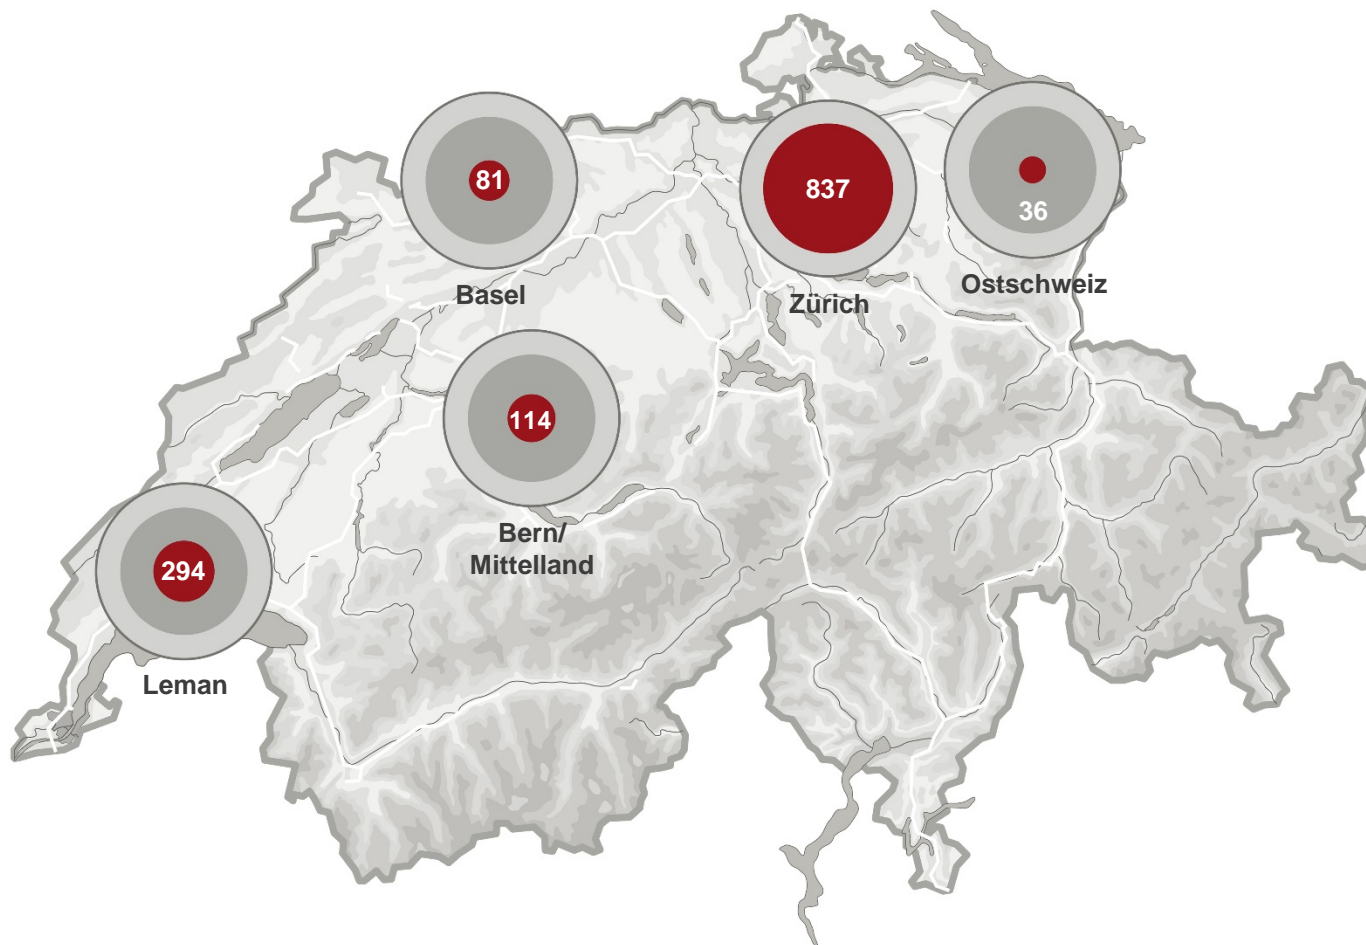 81
Basel
837
Zürich
36
Ostschweiz
114
Bern/
Mittelland
294
Leman